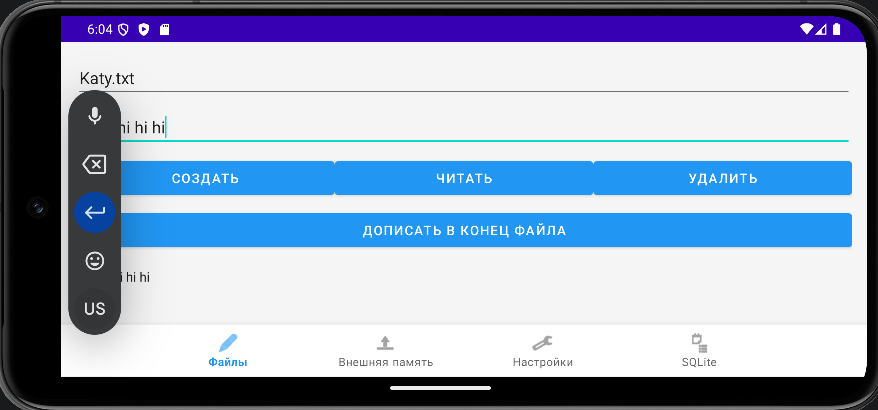 6:04
Katy.txt
hi hi
СОЗДАТЬ
ЧИТАТЬ
УДАЛИТЬ
ДОПИСАТЬ В КОНЕЦ ФАЙЛА
hi hi
US
Файлы
Внешняя память
Настройки
SQLite